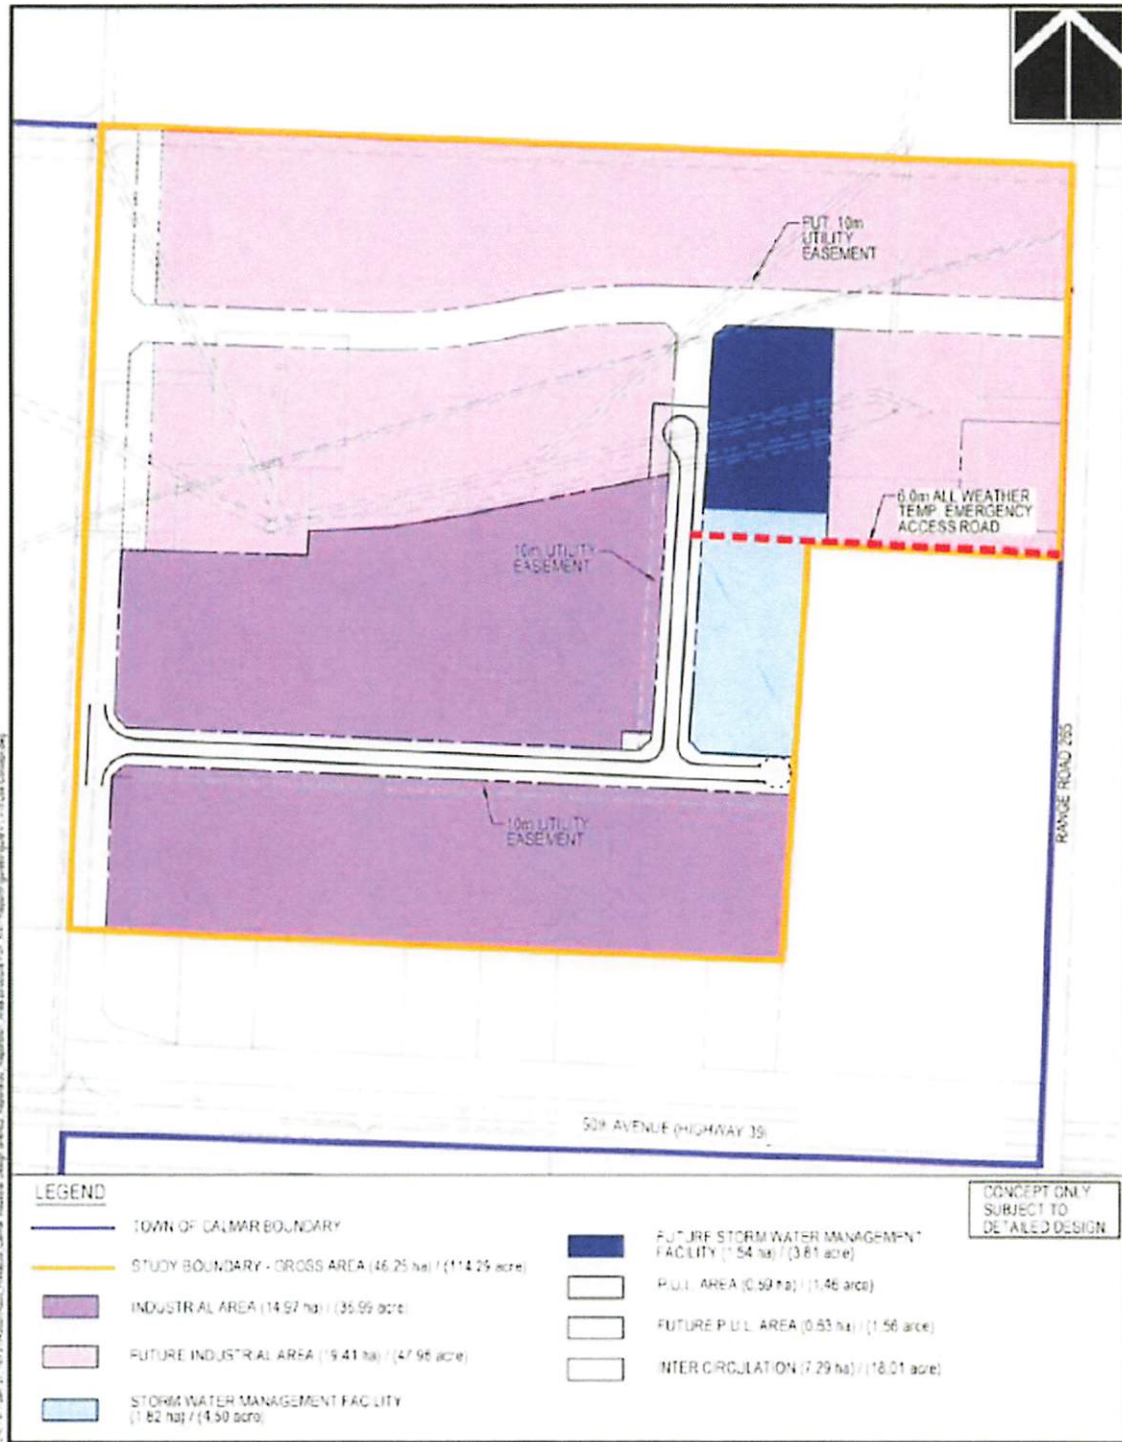 FUT. 10m
UTILITY
EASEMENT
6.0m ALL WEATHER
TEMP. EMERGENCY
ACCESS ROAD
10m UTILITY
EASEMENT
10m UTILITY
EASEMENT
RANGE ROAD 265
50th AVENUE (HIGHWAY 39)
LEGEND
TOWN OF CALMAR BOUNDARY
STUDY BOUNDARY - GROSS AREA (46.25 ha) / (114.29 acre)
INDUSTRIAL AREA (14.97 ha) / (36.99 acre)
FUTURE INDUSTRIAL AREA (19.41 ha) / (47.96 acre)
STORM WATER MANAGEMENT FACILITY
(1.82 ha) / (4.50 acre)
FUTURE STORM WATER MANAGEMENT
FACILITY (1.54 ha) / (3.81 acre)
P.U.L. AREA (0.59 ha) / (1.46 arce)
FUTURE P.U.L. AREA (0.63 ha) / (1.56 arce)
INTER CIRCULATION (7.29 ha) / (18.01 acre)
CONCEPT ONLY
SUBJECT TO
DETAILED DESIGN